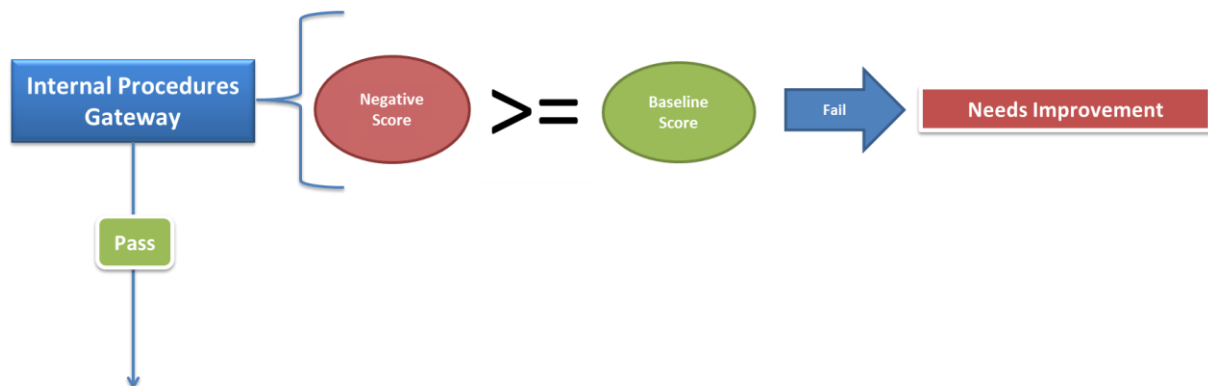 Internal Procedures
Gateway
Negative
Score
>=
Baseline
Score
Fail
Needs Improvement
Pass